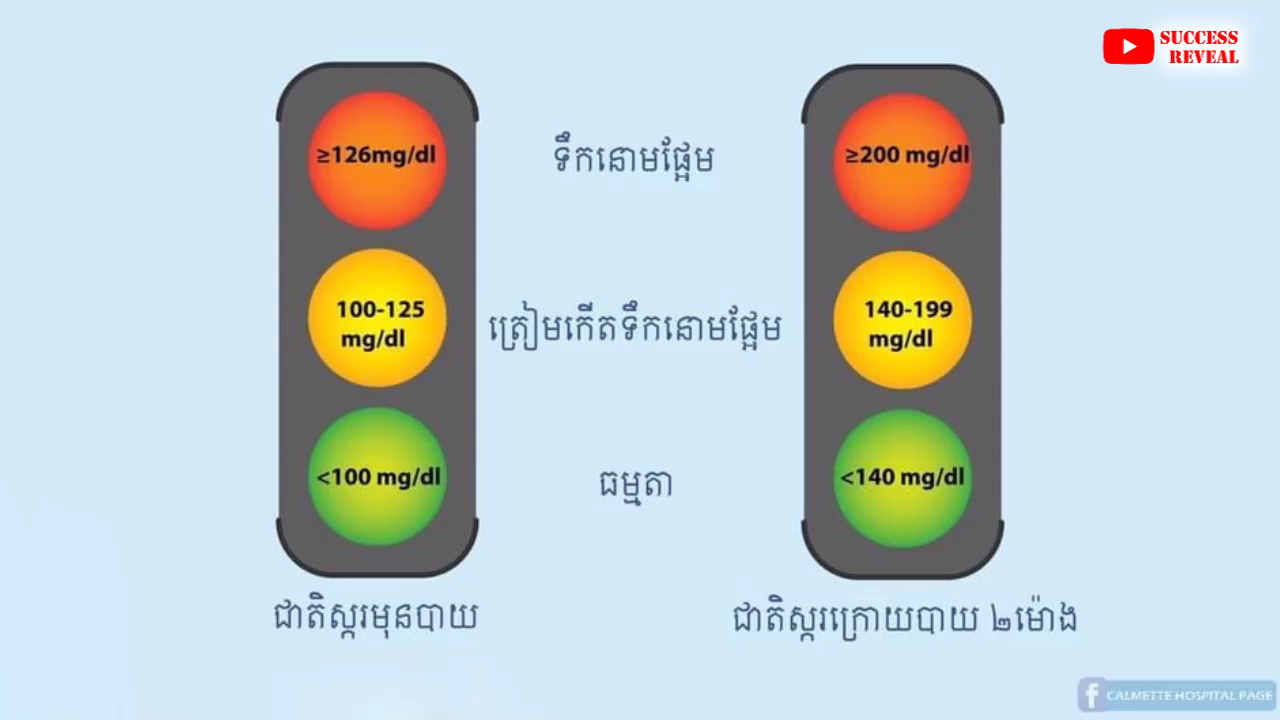 SUCCESS
REVEAL
≥126mg/dl
ទឹកនោមផ្អែម
≥200 mg/dl
100-125
mg/dl
ត្រៀមកើតទឹកនោមផ្អែម
140-199
mg/dl
<100 mg/dl
ធម្មតា
<140 mg/dl
ជាតិស្ករមុនបាយ
ជាតិស្ករក្រោយបាយ ២ម៉ោង
CALMETTE HOSPITAL PAGE